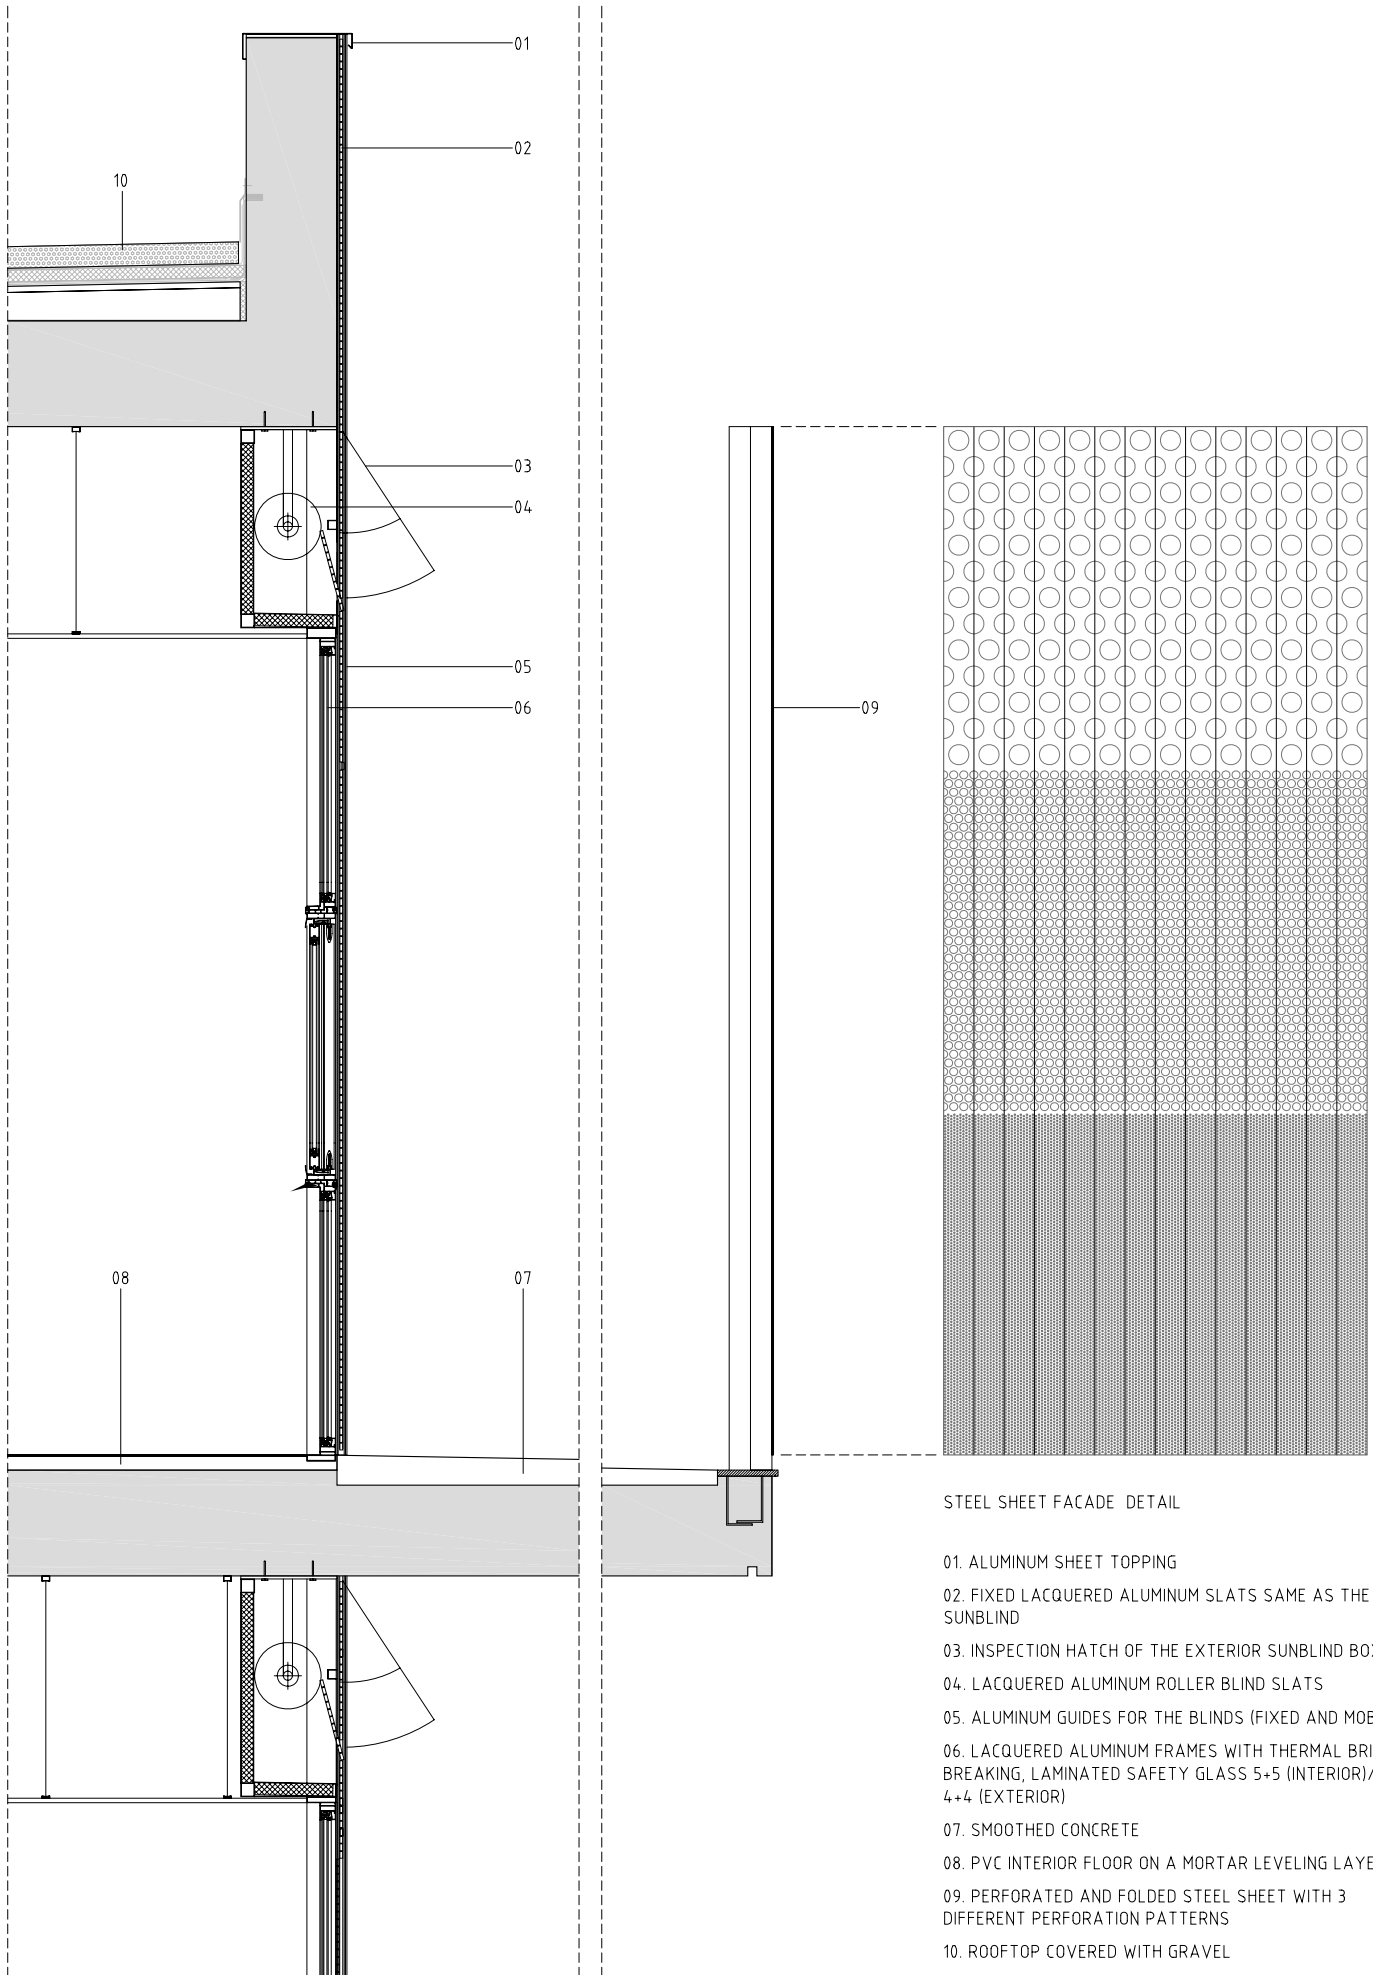 01
02
10
03
04
05
06
09
08
07
STEEL SHEET FACADE DETAIL
01. ALUMINUM SHEET TOPPING
02. FIXED LACQUERED ALUMINUM SLATS SAME AS THE
SUNBLIND
03. INSPECTION HATCH OF THE EXTERIOR SUNBLIND
04. LACQUERED ALUMINUM ROLLER BLIND SLATS
05. ALUMINUM GUIDES FOR THE BLINDS (FIXED AND
06. LACQUERED ALUMINUM FRAMES WITH THERMAL
BREAKING, LAMINATED SAFETY GLASS 5+5 (INTERIOR)/
4+4 (EXTERIOR)
07. SMOOTHED CONCRETE
08. PVC INTERIOR FLOOR ON A MORTAR LEVELING
09. PERFORATED AND FOLDED STEEL SHEET WITH 3
DIFFERENT PERFORATION PATTERNS
10. ROOFTOP COVERED WITH GRAVEL